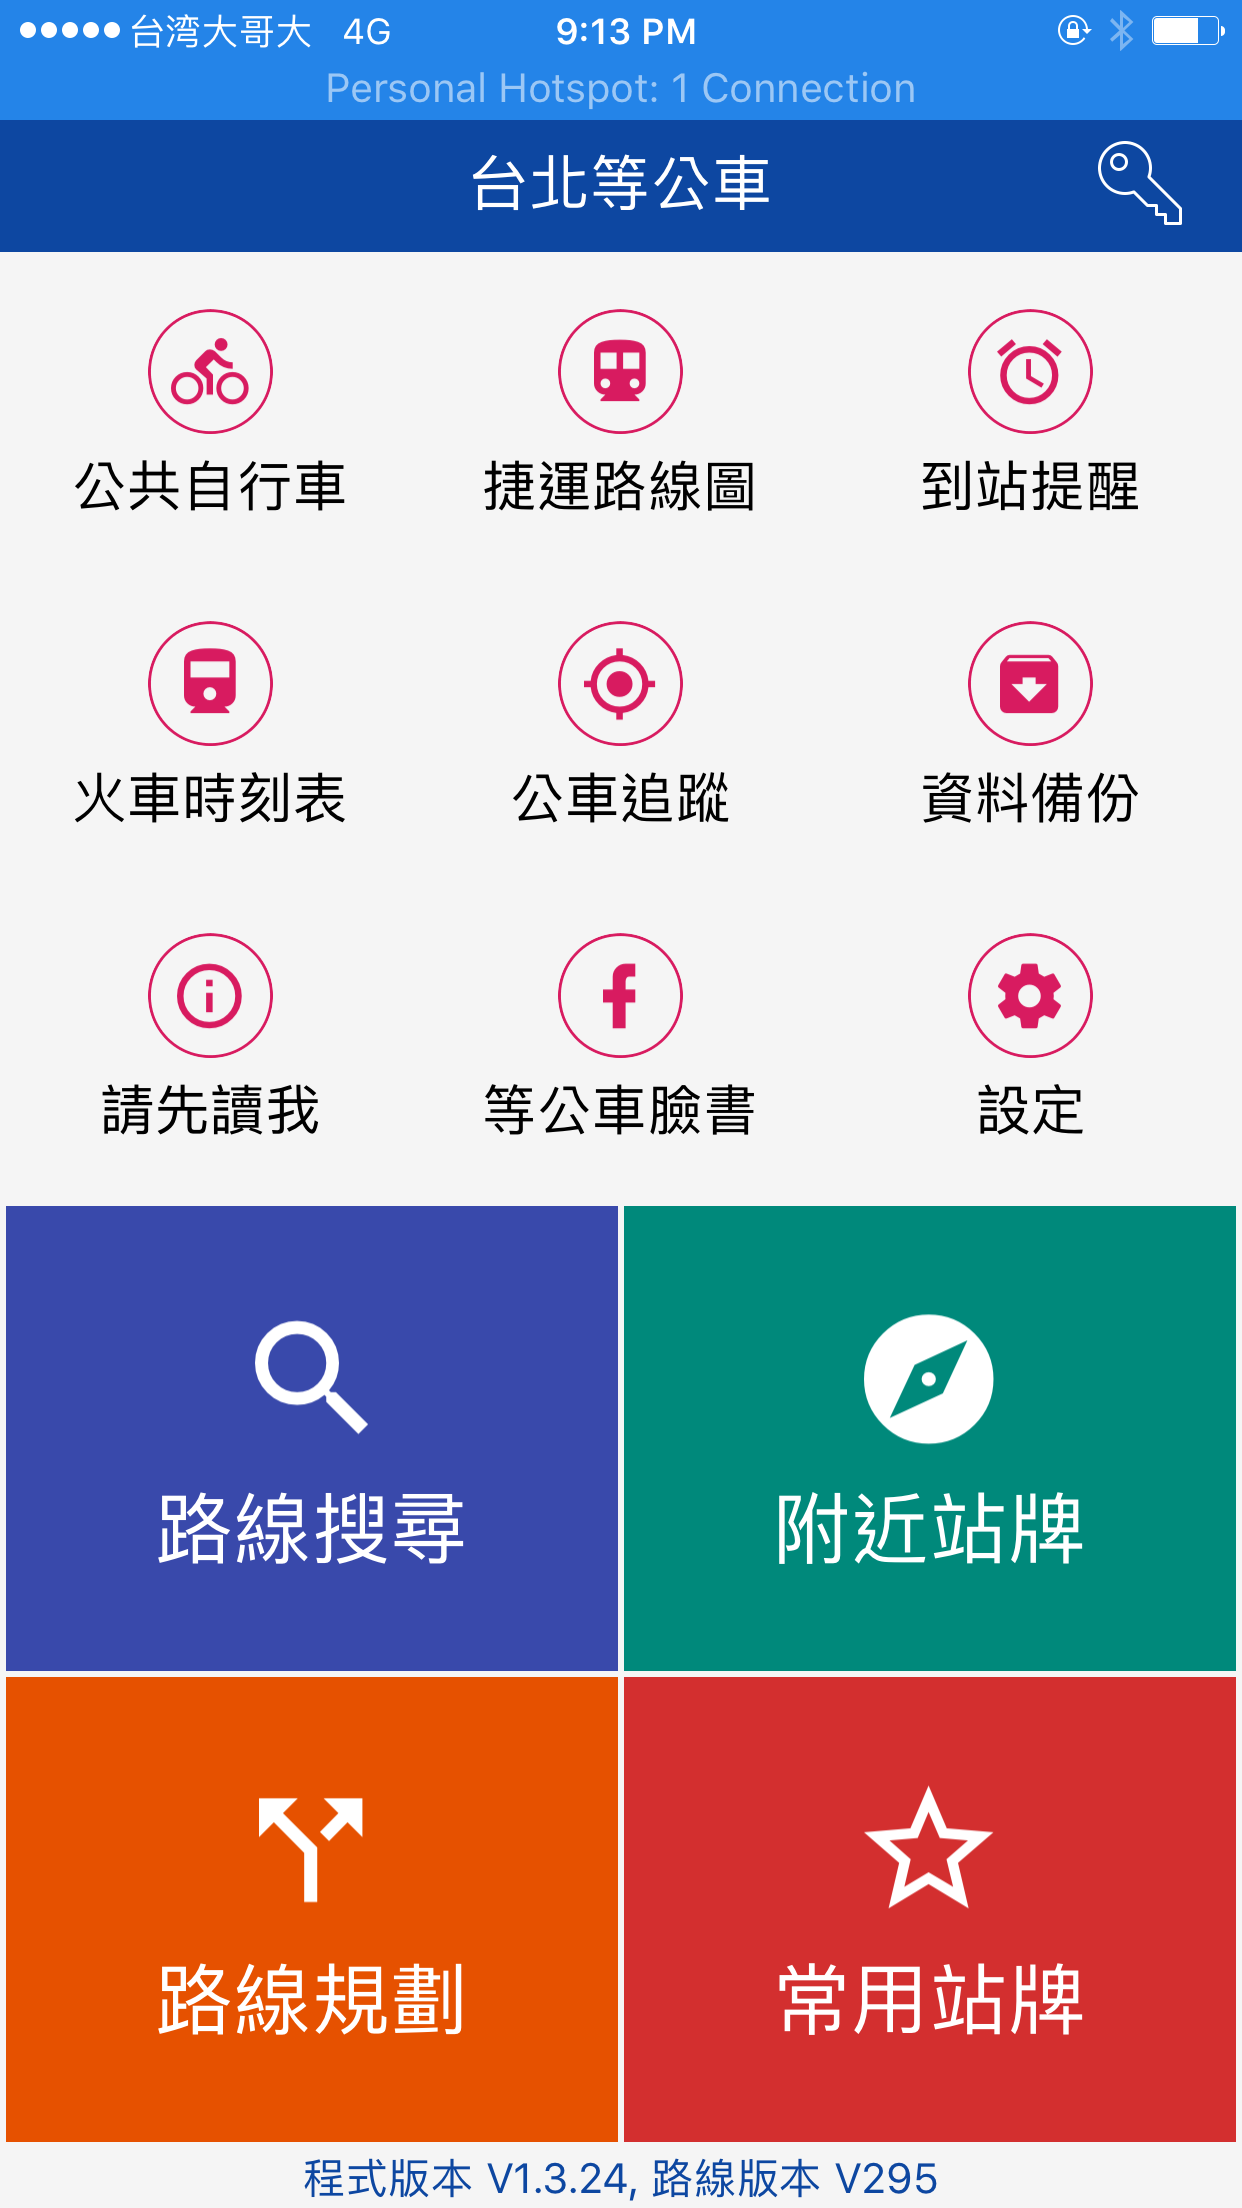 台湾大哥大 4G 9:13 PM
Personal Hotspot: 1 Connection
台北等公車
公共自行車 捷運路線圖 到站提醒
火車時刻表 公車追蹤 資料備份
請先讀我 等公車臉書 設定
路線搜尋 附近站牌
路線規劃 常用站牌
程式版本 V1.3.24, 路線版本 V295